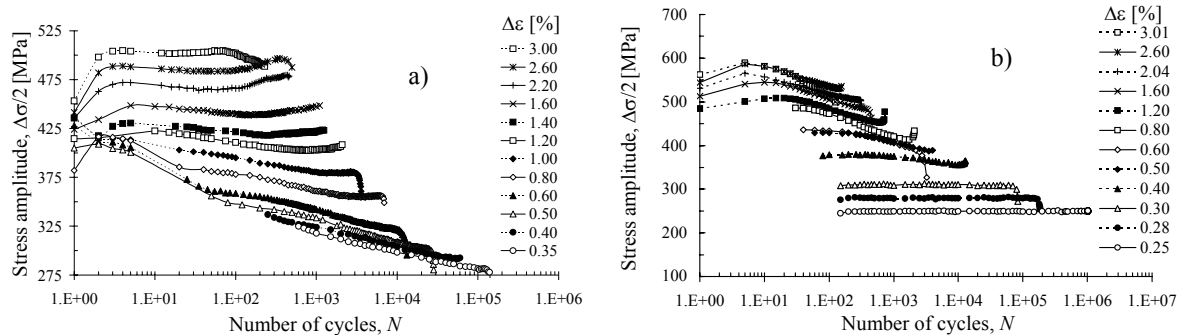 Stress amplitude, Δσ/2 [MPa]
525
475
425
375
325
275
1.E+00
1.E+01
1.E+02
1.E+03
1.E+04
1.E+05
1.E+06
Number of cycles, N
a)
Δε [%]
3.00
2.60
2.20
1.60
1.40
1.20
1.00
0.80
0.60
0.50
0.40
0.35
Stress amplitude, Δσ/2 [MPa]
700
600
500
400
300
200
100
1.E+00
1.E+01
1.E+02
1.E+03
1.E+04
1.E+05
1.E+06
1.E+07
Number of cycles, N
b)
Δε [%]
3.01
2.60
2.04
1.60
1.20
0.80
0.60
0.50
0.40
0.30
0.28
0.25